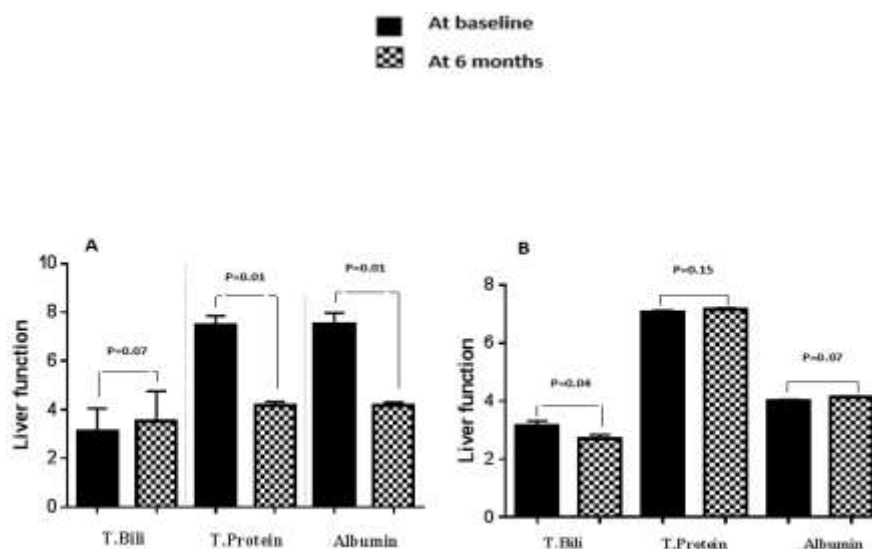 At baseline
At 6 months
A
10
8
6
4
2
0
Liver function
P=0.07
P=0.01
P=0.01
T.Bili
T.Protein
Albumin
B
8
6
4
2
0
Liver function
P=0.04
P=0.15
P=0.07
T.Bili
T.Protein
Albumin